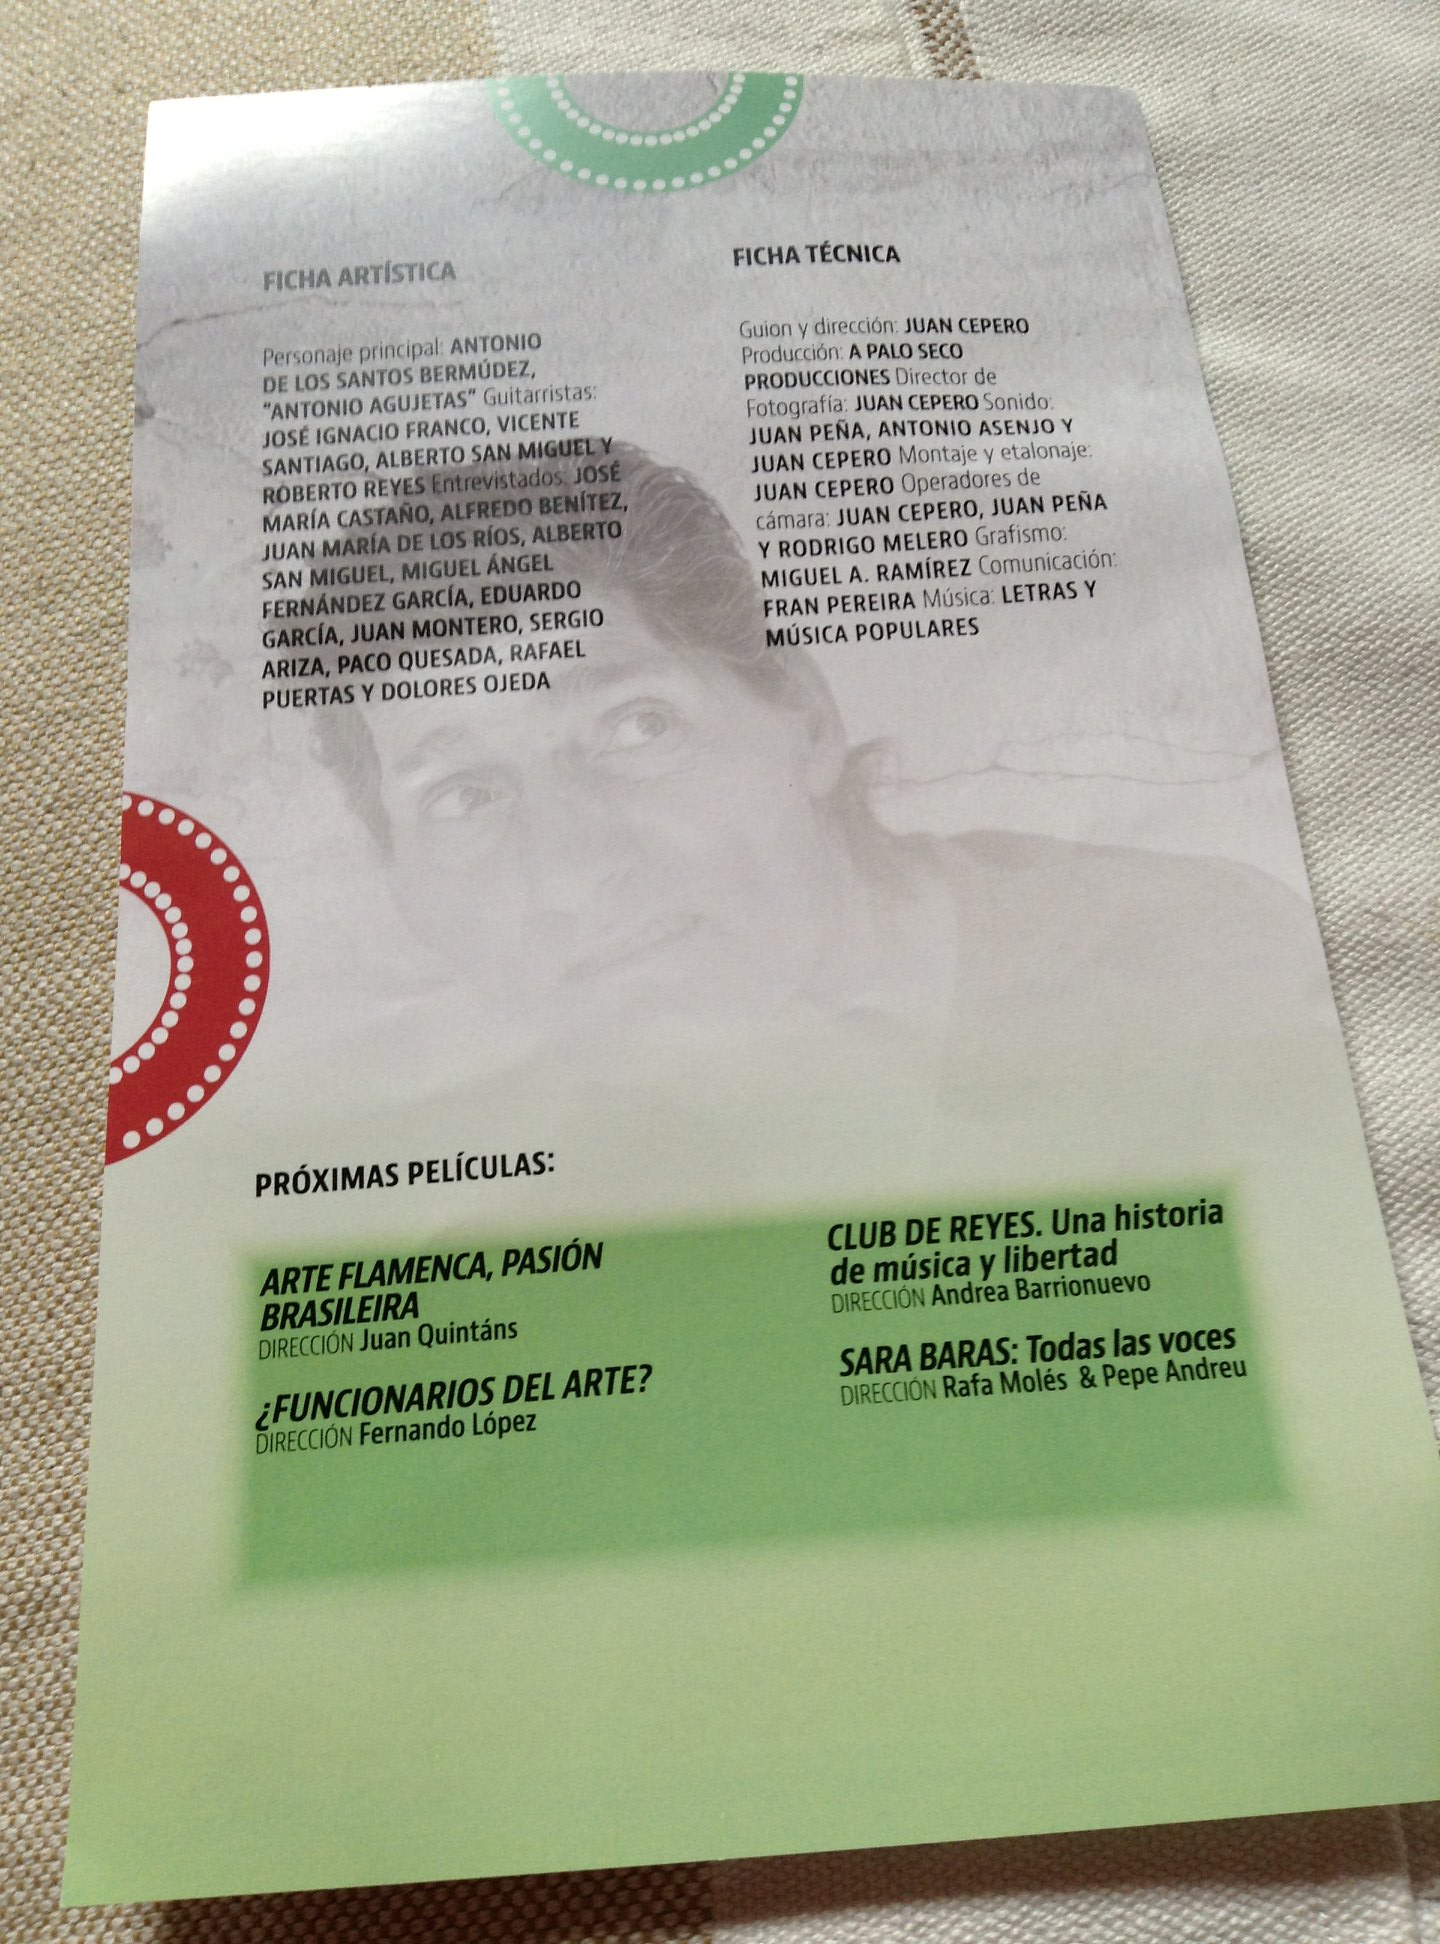 FICHA ARTÍSTICA
Personaje principal: ANTONIO
DE LOS SANTOS BERMÚDEZ,
“ANTONIO AGUJETAS” Guitarristas:
JOSÉ IGNACIO FRANCO, VICENTE
SANTIAGO, ALBERTO SAN MIGUEL Y
ROBERTO REYES Entrevistados: JOSÉ
MARÍA CASTAÑO, ALFREDO BENÍTEZ,
JUAN MARÍA DE LOS RÍOS, ALBERTO
SAN MIGUEL, MIGUEL ÁNGEL
FERNÁNDEZ GARCÍA, EDUARDO
GARCÍA, JUAN MONTERO, SERGIO
ARIZA, PACO QUESADA, RAFAEL
PUERTAS Y DOLORES OJEDA
FICHA TÉCNICA
Guion y dirección: JUAN CEPERO
Producción: A PALO SECO
PRODUCCIONES Director de
Fotografía: JUAN CEPERO Sonido:
JUAN PEÑA, ANTONIO ASENJO Y
JUAN CEPERO Montaje y etalonaje:
JUAN CEPERO Operadores de
cámara: JUAN CEPERO, JUAN PEÑA
Y RODRIGO MELERO Grafismo:
MIGUEL A. RAMÍREZ Comunicación:
FRAN PEREIRA Música: LETRAS Y
MÚSICA POPULARES
PRÓXIMAS PELÍCULAS:
ARTE FLAMENCA, PASIÓN
BRASILEIRA
DIRECCIÓN Juan Quintáns
¿FUNCIONARIOS DEL ARTE?
DIRECCIÓN Fernando López
CLUB DE REYES. Una historia
de música y libertad
DIRECCIÓN Andrea Barrionuevo
SARA BARAS: Todas las voces
DIRECCIÓN Rafa Molés & Pepe Andreu